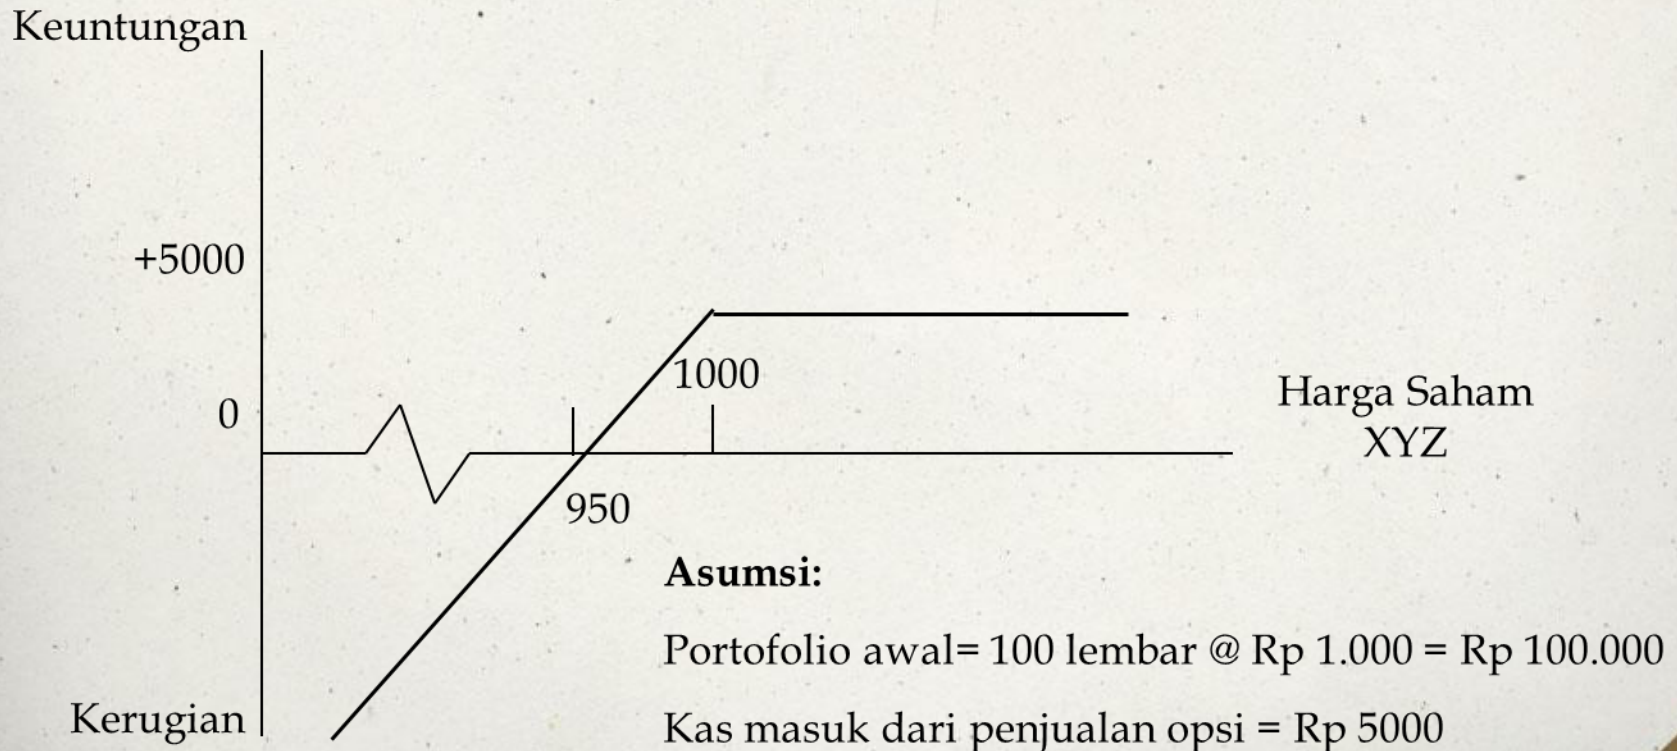 Keuntungan
+5000
1000
0
Harga Saham
XYZ
950
Asumsi:
Portofolio awal= 100 lembar @ Rp 1.000 = Rp 100.000
Kerugian
Kas masuk dari penjualan opsi = Rp 5000